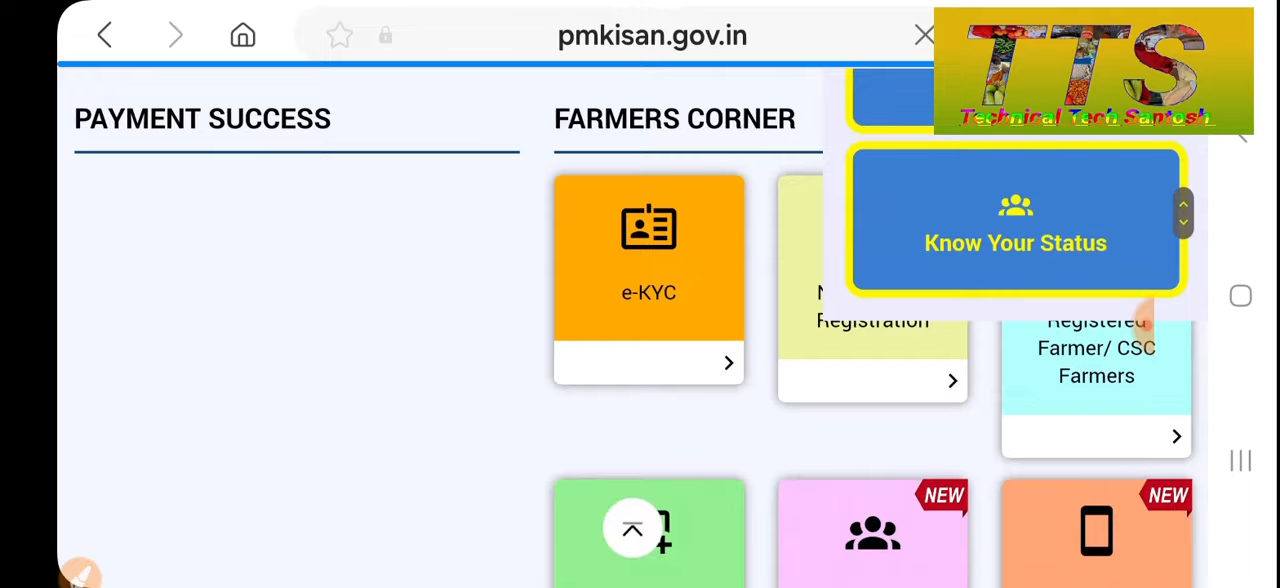 pmkisan.gov.in
TTS
Technical Tech Santosh
PAYMENT SUCCESS
FARMERS CORNER
Know Your Status
e-KYC
Registration
Registered
Farmer/ CSC
Farmers
NEW
NEW